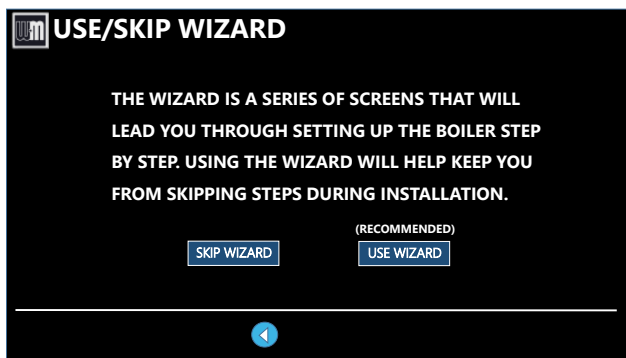 WM USE/SKIP WIZARD
THE WIZARD IS A SERIES OF SCREENS THAT WILL
LEAD YOU THROUGH SETTING UP THE BOILER STEP
BY STEP. USING THE WIZARD WILL HELP KEEP YOU
FROM SKIPPING STEPS DURING INSTALLATION.
(RECOMMENDED)
SKIP WIZARD USE WIZARD